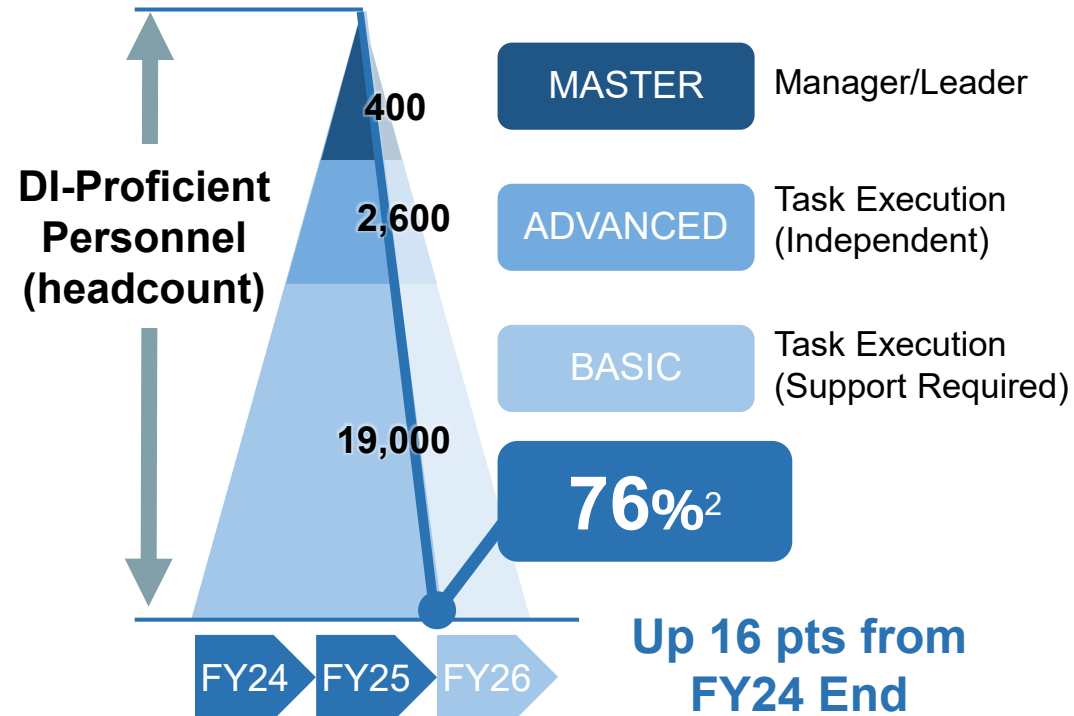 DI-Proficient
Personnel
(headcount)
400
2,600
19,000
MASTER
Manager/Leader
ADVANCED
Task Execution
(Independent)
BASIC
Task Execution
(Support Required)
76%2
FY24
FY25
FY26
Up 16 pts from
FY24 End